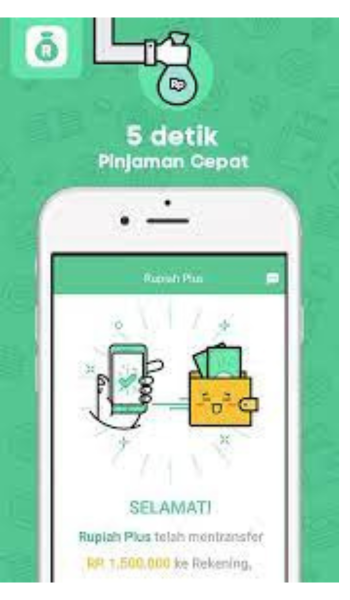 R
Rp
5 detik
Pinjaman Cepat
Rupiah Plus
SELAMAT!
Rupiah Plus telah mentransfer
RP. 1.500.000 ke Rekening,